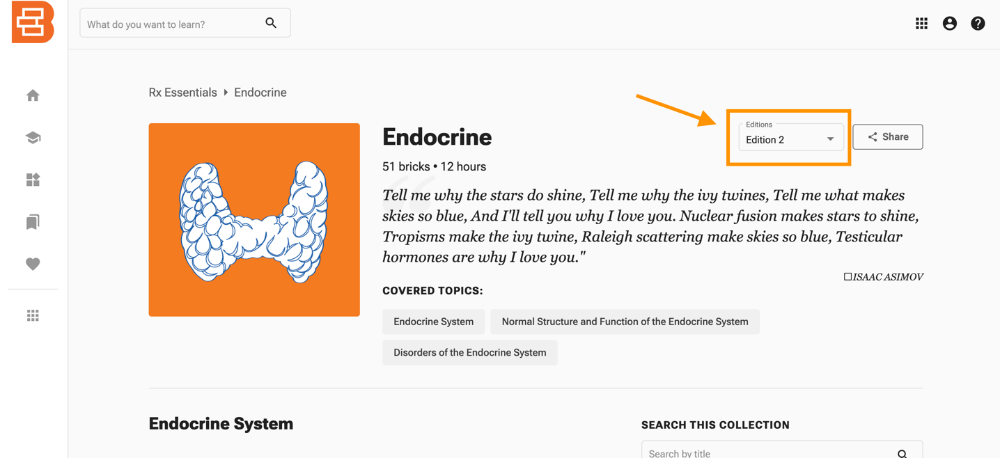 What do you want to learn?
Rx Essentials Endocrine
Endocrine
Editions
Edition 2
Share
51 bricks • 12 hours
Tell me why the stars do shine, Tell me why the ivy twines, Tell me what makes
skies so blue, And I'll tell you why I love you. Nuclear fusion makes stars to shine,
Tropisms make the ivy twine, Raleigh scattering make skies so blue, Testicular
hormones are why I love you."
□ISAAC ASIMOV
COVERED TOPICS:
Endocrine System
Normal Structure and Function of the Endocrine System
Disorders of the Endocrine System
Endocrine System
SEARCH THIS COLLECTION
Search by title